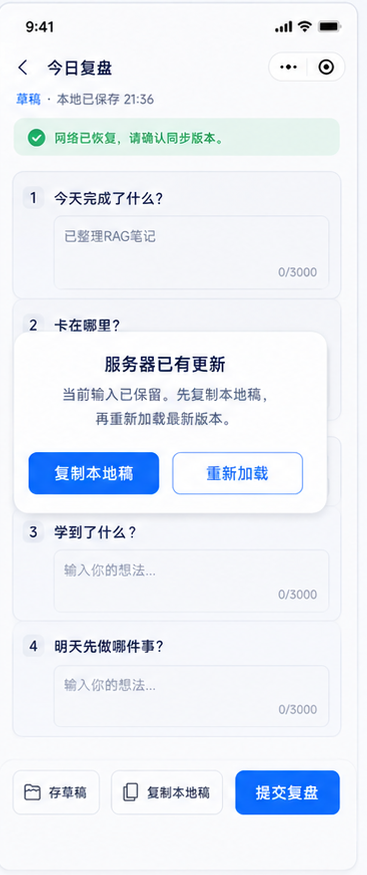 9:41
今日复盘
草稿 · 本地已保存 21:36
网络已恢复，请确认同步版本。
1 今天完成了什么？
已整理RAG笔记
0/3000
2 卡在哪里？
服务器已有更新
当前输入已保留。先复制本地稿，
再重新加载最新版本。
复制本地稿 重新加载
3 学到了什么？
输入你的想法...
0/3000
4 明天先做哪件事？
输入你的想法...
0/3000
存草稿 复制本地稿 提交复盘